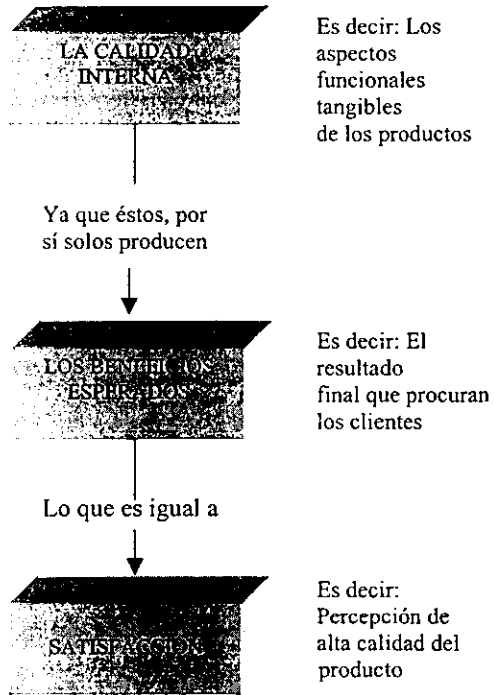 LA CALIDAD
INTERNA
Es decir: Los
aspectos
funcionales
tangibles
de los productos
Ya que éstos, por
sí solos producen
LOS BENEFICIOS
ESPERADOS
Es decir: El
resultado
final que procuran
los clientes
Lo que es igual a
SATISFACCION
Es decir:
Percepción de
alta calidad del
producto